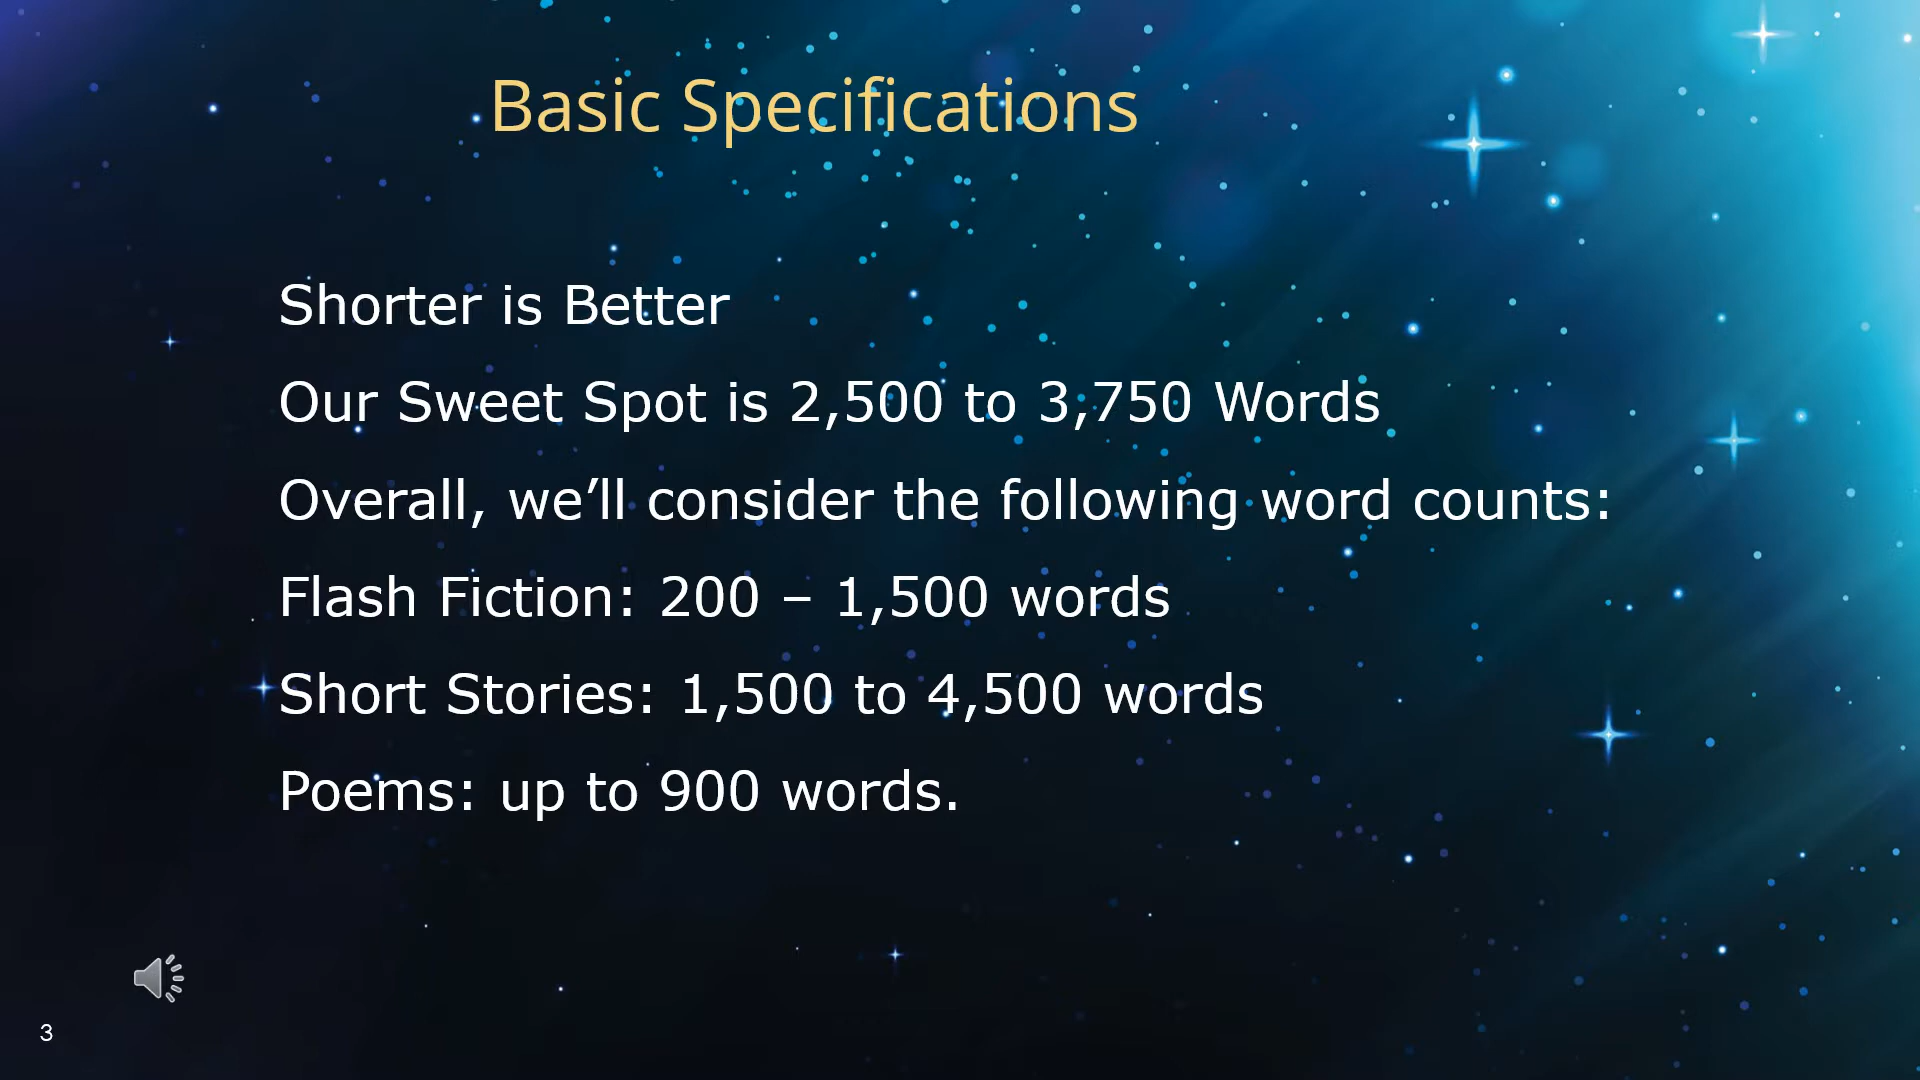 Basic Specifications
Shorter is Better
Our Sweet Spot is 2,500 to 3,750 Words
Overall, we’ll consider the following word counts:
Flash Fiction: 200 – 1,500 words
Short Stories: 1,500 to 4,500 words
Poems: up to 900 words.
3